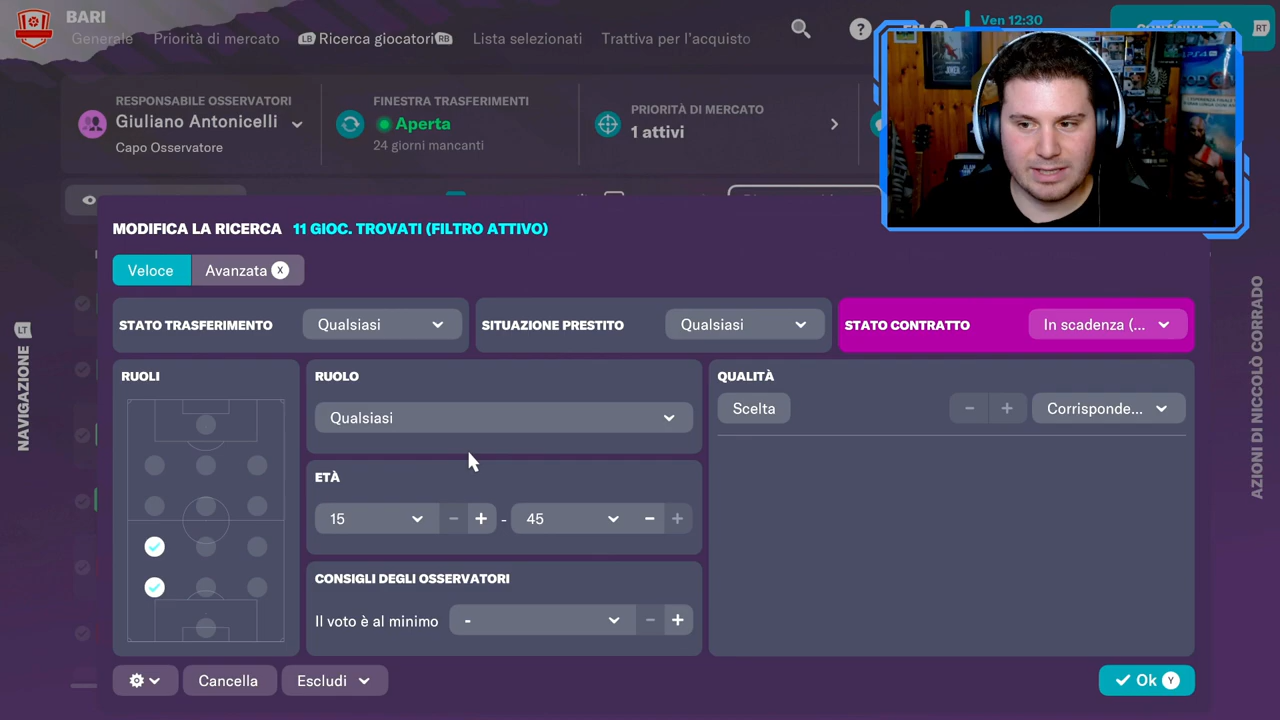 BARI
Generale
Priorità di mercato
LB Ricerca giocatori RB
Lista selezionati
Trattiva per l'acquisto
?
Ven 12:30
RT
RESPONSABILE OSSERVATORI
Giuliano Antonicelli
Capo Osservatore
FINESTRA TRASFERIMENTI
Aperta
24 giorni mancanti
PRIORITÀ DI MERCATO
1 attivi
MODIFICA LA RICERCA 11 GIOC. TROVATI (FILTRO ATTIVO)
Veloce
Avanzata X
STATO TRASFERIMENTO Qualsiasi
SITUAZIONE PRESTITO Qualsiasi
STATO CONTRATTO In scadenza (...
RUOLI
RUOLO
Qualsiasi
QUALITÀ
Scelta
- +
Corrisponde...
ETÀ
15 - + - 45 - +
CONSIGLI DEGLI OSSERVATORI
Il voto è al minimo - - +
Cancella
Escludi
Ok Y
LT
NAVIGAZIONE
AZIONI DI NICCOLÒ CORRADO